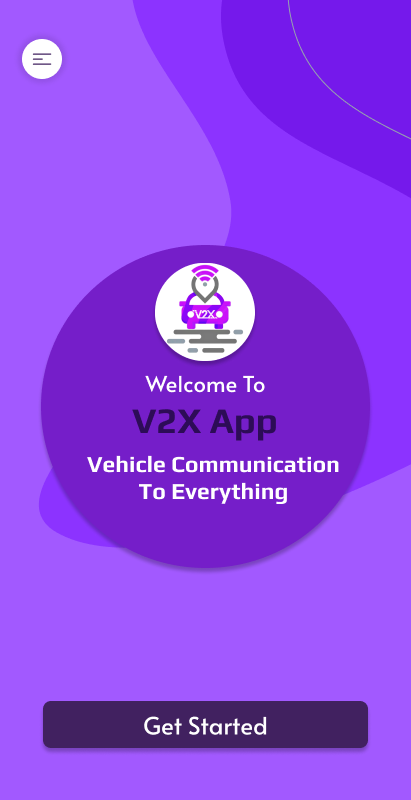 V2X
Welcome To
V2X App
Vehicle Communication
To Everything
Get Started